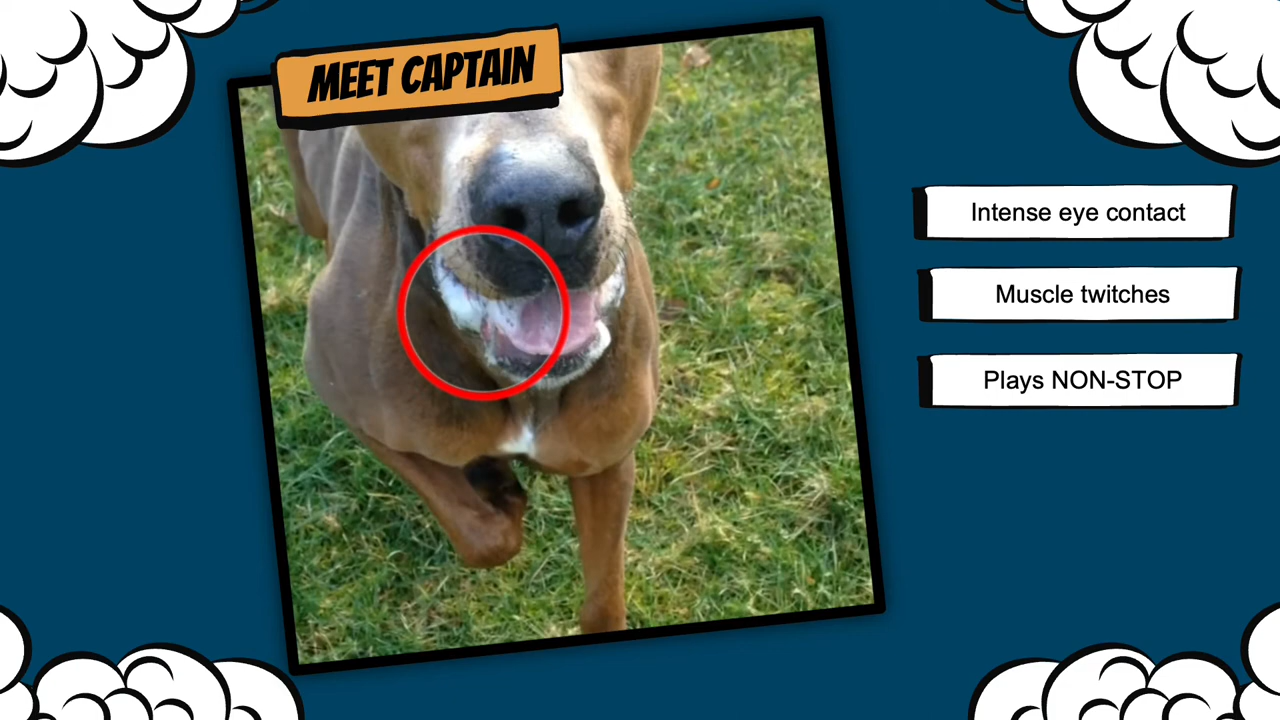 MEET CAPTAIN
Intense eye contact
Muscle twitches
Plays NON-STOP